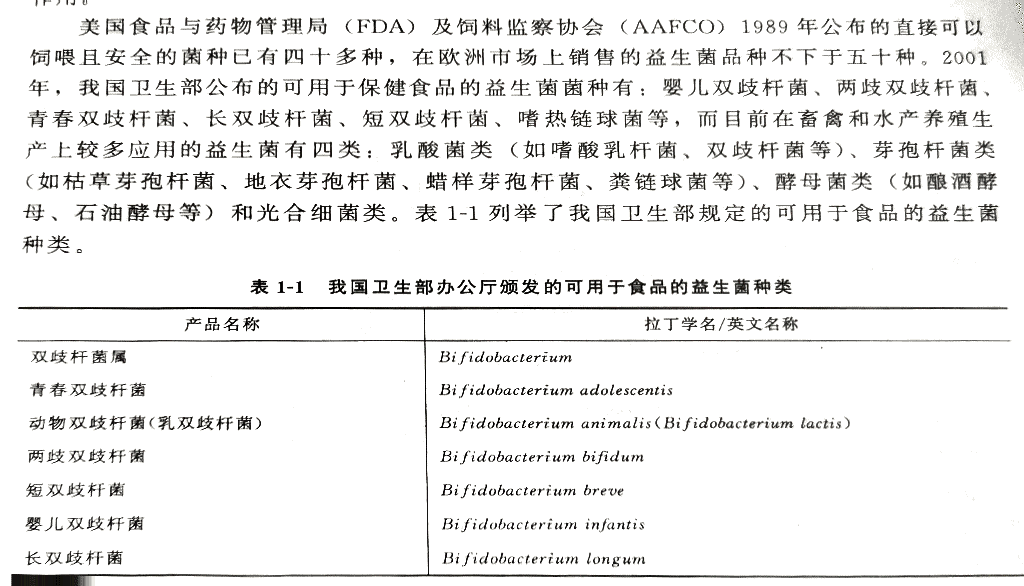 美国食品与药物管理局（FDA）及饲料监察协会（AAFCO）1989年公布的直接可以
饲喂且安全的菌种已有四十多种，在欧洲市场上销售的益生菌品种不下于五十种。2001
年，我国卫生部公布的可用于保健食品的益生菌菌种有：婴儿双歧杆菌、两歧双歧杆菌、
青春双歧杆菌、长双歧杆菌、短双歧杆菌、嗜热链球菌等，而目前在畜禽和水产养殖生
产上较多应用的益生菌有四类：乳酸菌类（如嗜酸乳杆菌、双歧杆菌等）、芽孢杆菌类
（如枯草芽孢杆菌、地衣芽孢杆菌、蜡样芽孢杆菌、粪链球菌等）、酵母菌类（如酿酒酵
母、石油酵母等）和光合细菌类。表1-1列举了我国卫生部规定的可用于食品的益生菌
种类。
表 1-1 我国卫生部办公厅颁发的可用于食品的益生菌种类
产品名称 拉丁学名/英文名称
双歧杆菌属 Bifidobacterium
青春双歧杆菌 Bifidobacterium adolescentis
动物双歧杆菌（乳双歧杆菌） Bifidobacterium animalis（Bifidobacterium lactis）
两歧双歧杆菌 Bifidobacterium bifidum
短双歧杆菌 Bifidobacterium breve
婴儿双歧杆菌 Bifidobacterium infantis
长双歧杆菌 Bifidobacterium longum